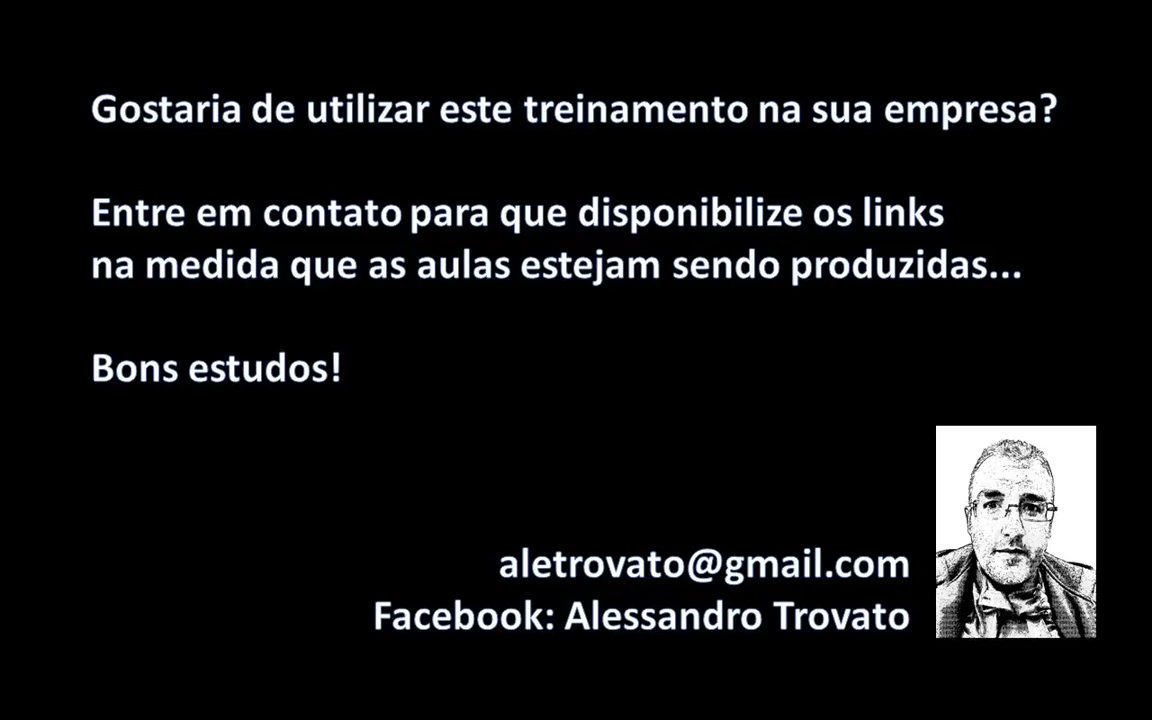 Gostaria de utilizar este treinamento na sua empresa?
Entre em contato para que disponibilize os links
na medida que as aulas estejam sendo produzidas...
Bons estudos!
aletrovato@gmail.com
Facebook: Alessandro Trovato